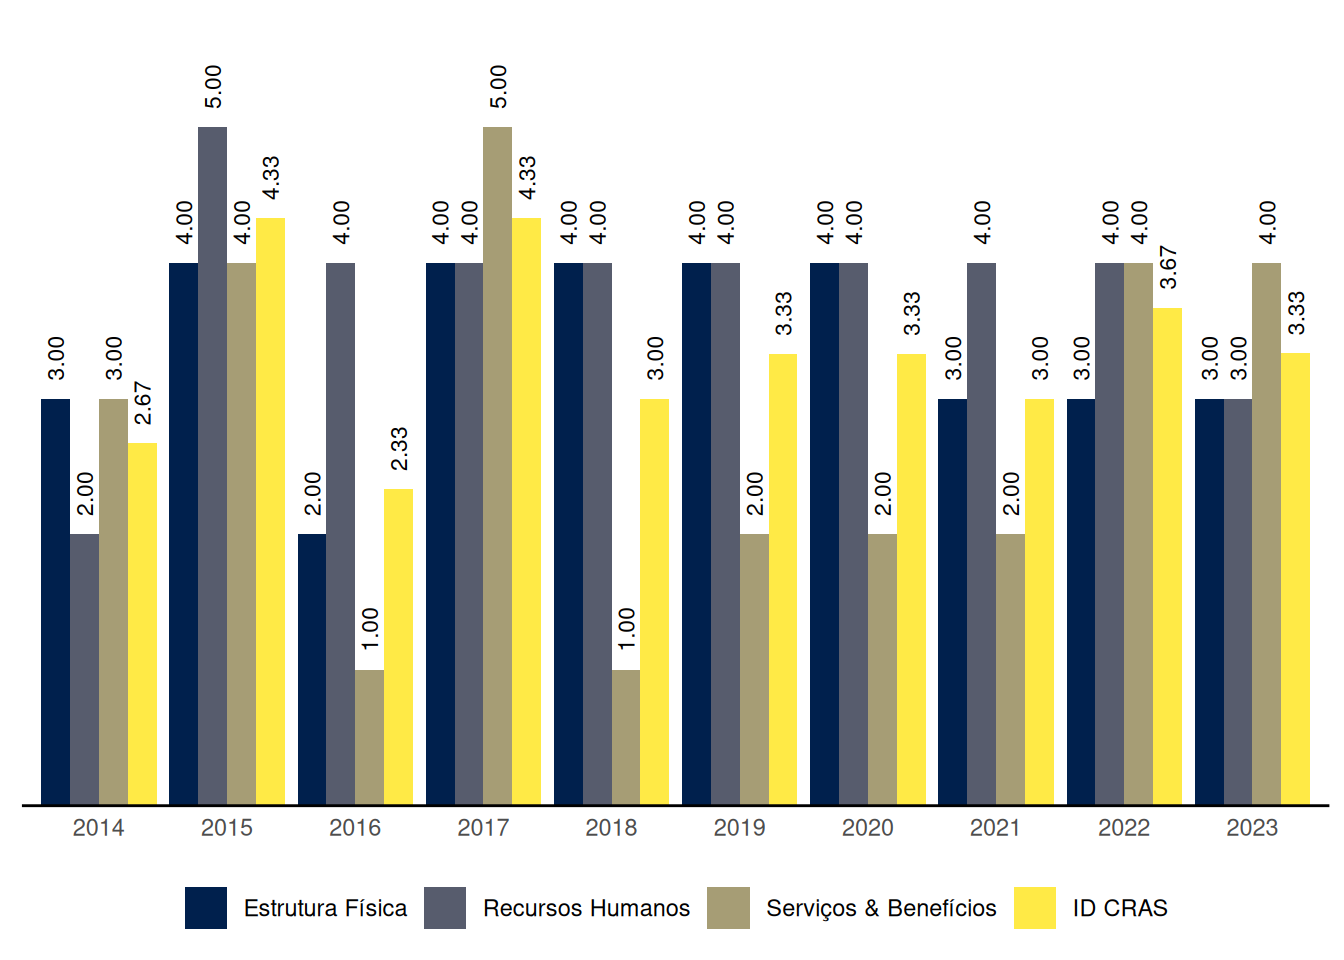 5.00 5.00
4.33 4.33
4.00 4.00 4.00 4.00 4.00 4.00 4.00 4.00 4.00 4.00 4.00 4.00 4.00 4.00 4.00 4.00
3.67
3.33 3.33 3.33
3.00 3.00 3.00 3.00 3.00 3.00 3.00 3.00
2.67
2.33
2.00 2.00 2.00 2.00 2.00
1.00 1.00
2014 2015 2016 2017 2018 2019 2020 2021 2022 2023
Estrutura Física Recursos Humanos Serviços & Benefícios ID CRAS